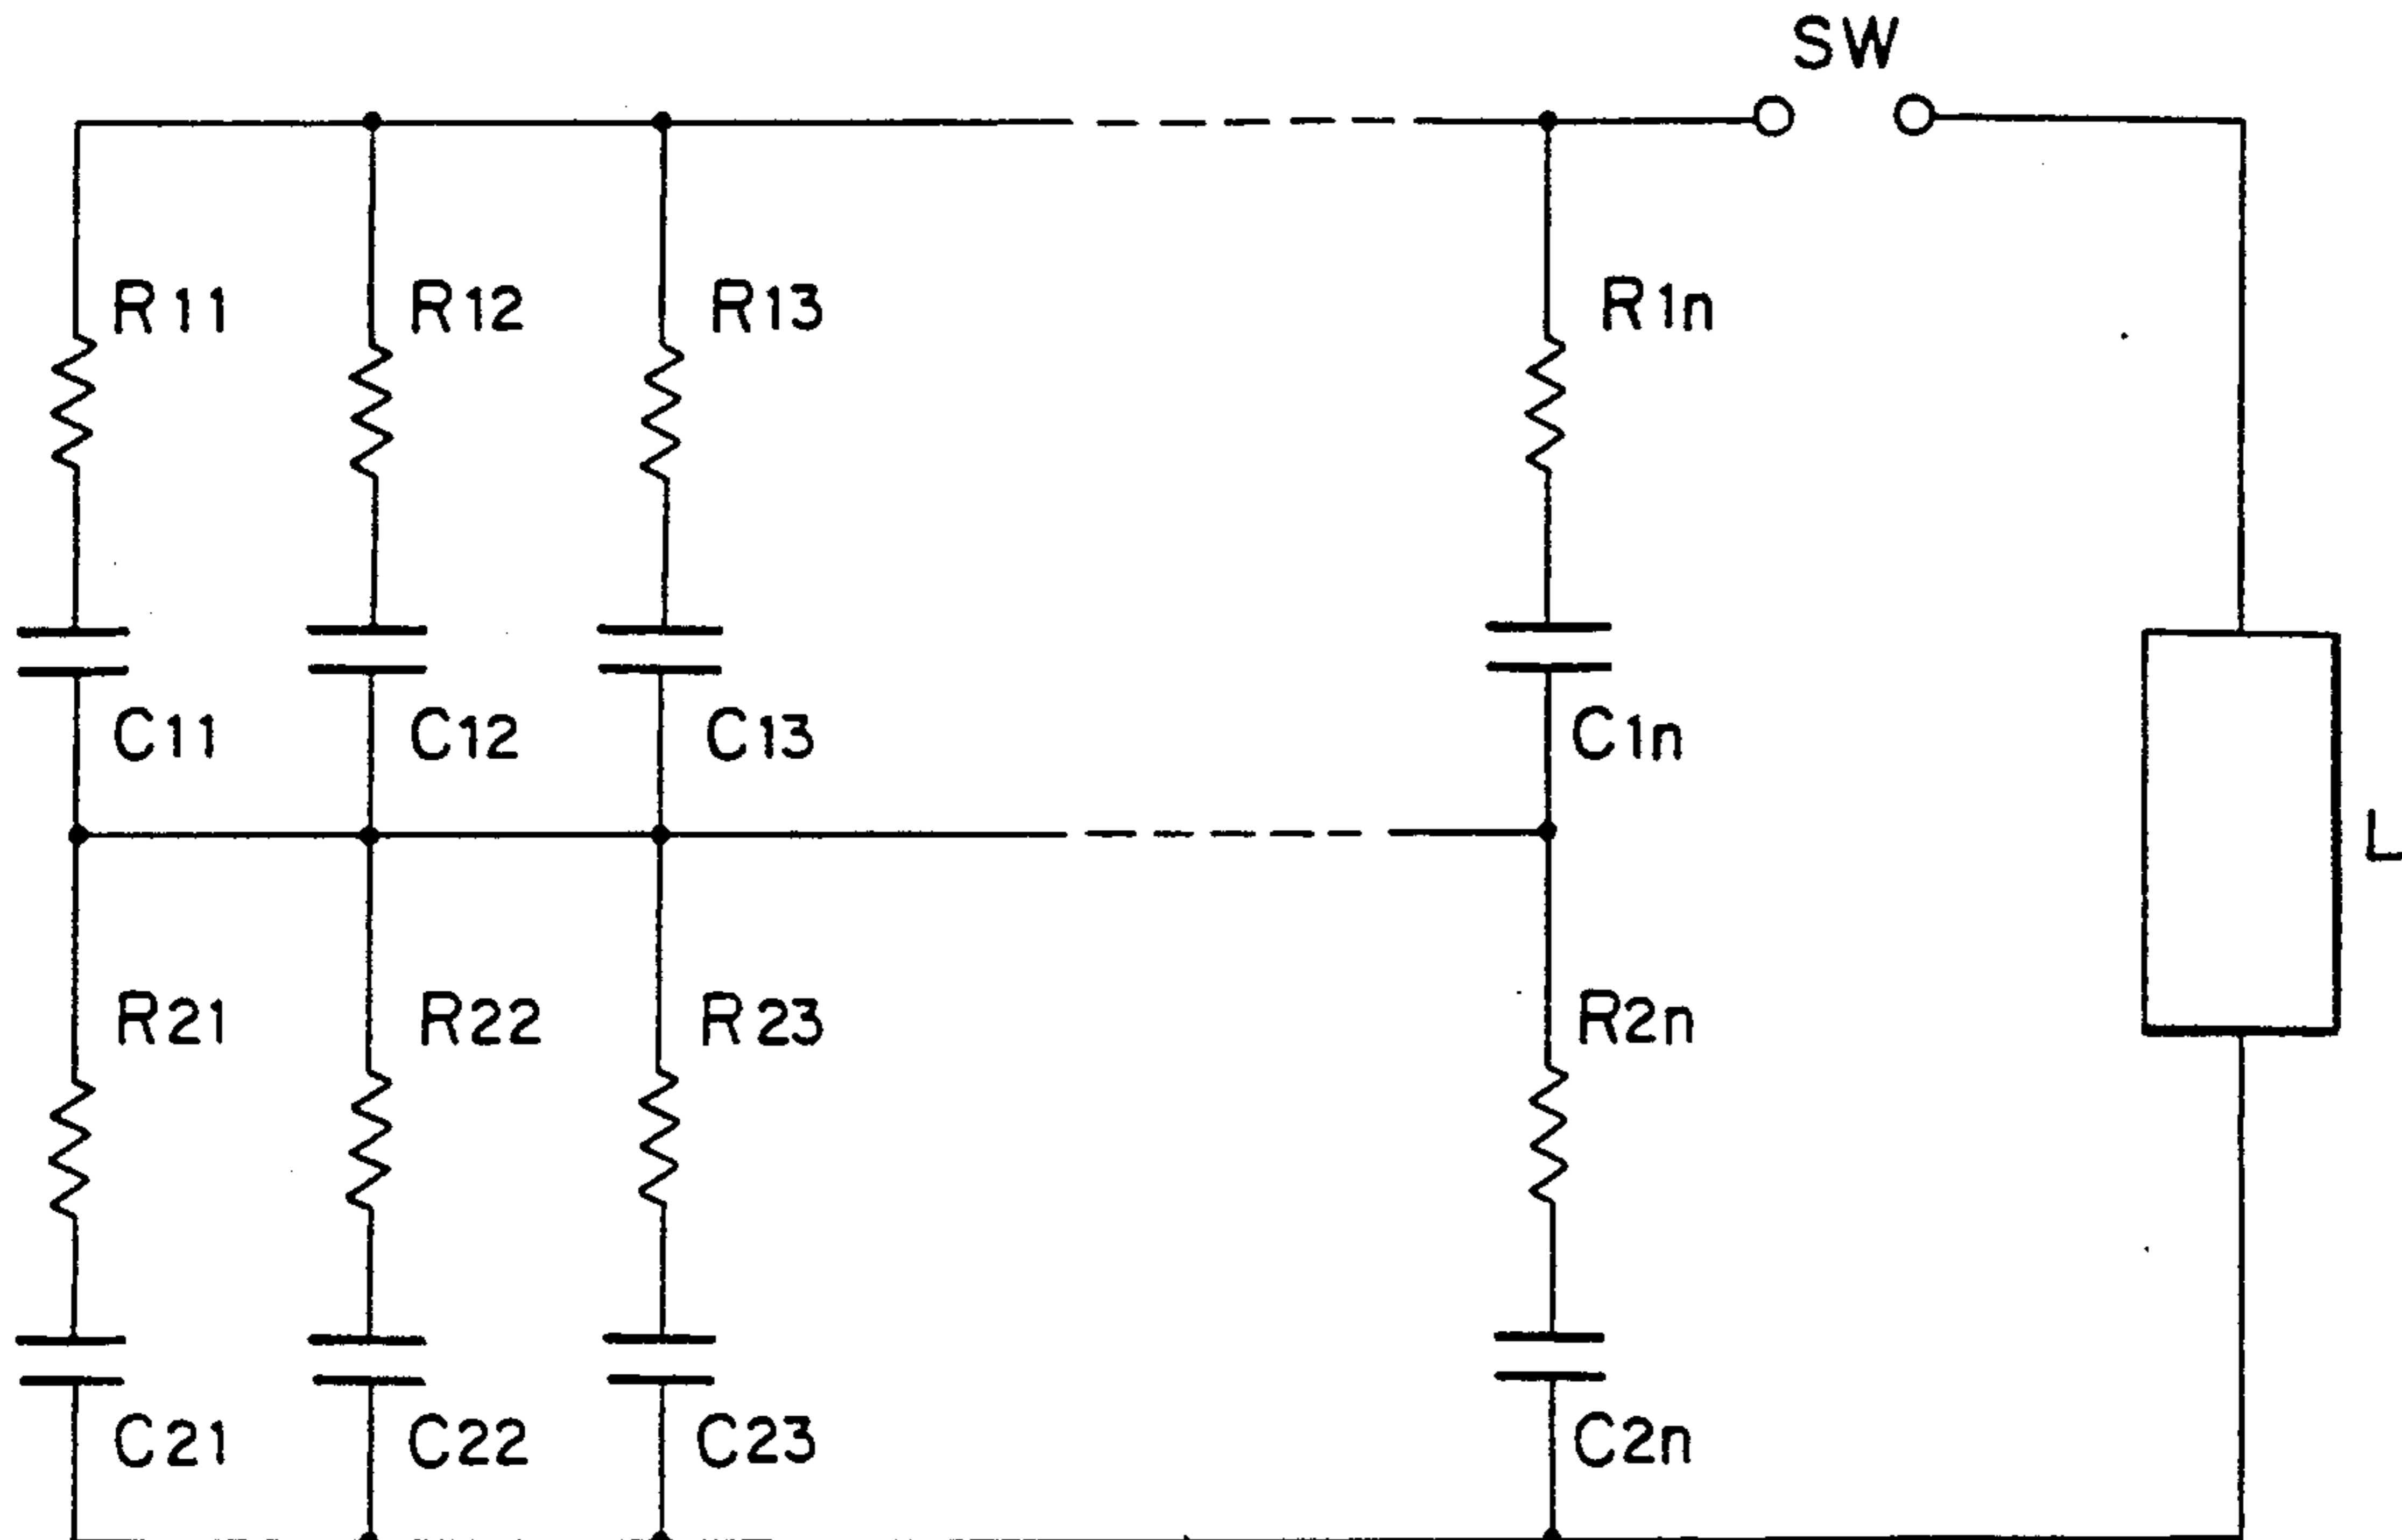 SW
R11 R12 R13 R1n
C11 C12 C13 C1n
L
R21 R22 R23 R2n
C21 C22 C23 C2n